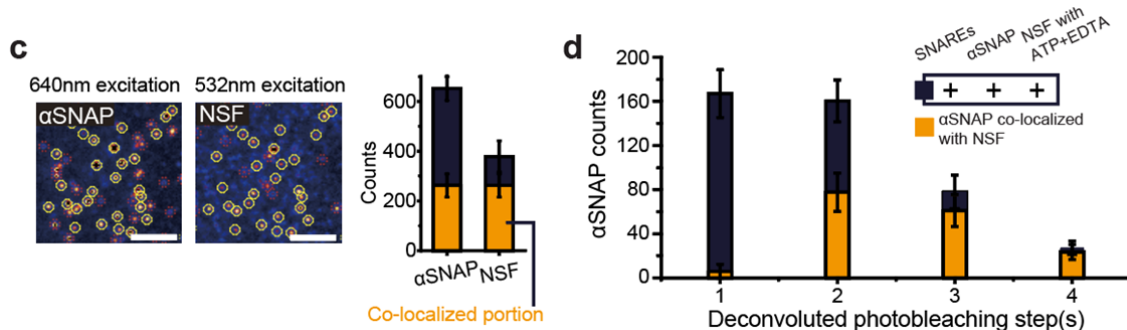 c
640nm excitation
532nm excitation
αSNAP
NSF
Counts
600
400
200
0
αSNAP
NSF
Co-localized portion
d
αSNAP counts
200
160
120
80
40
0
1
2
3
4
Deconvoluted photobleaching step(s)
SNAREs
αSNAP
NSF with
ATP+EDTA
+ + +
αSNAP co-localized
with NSF